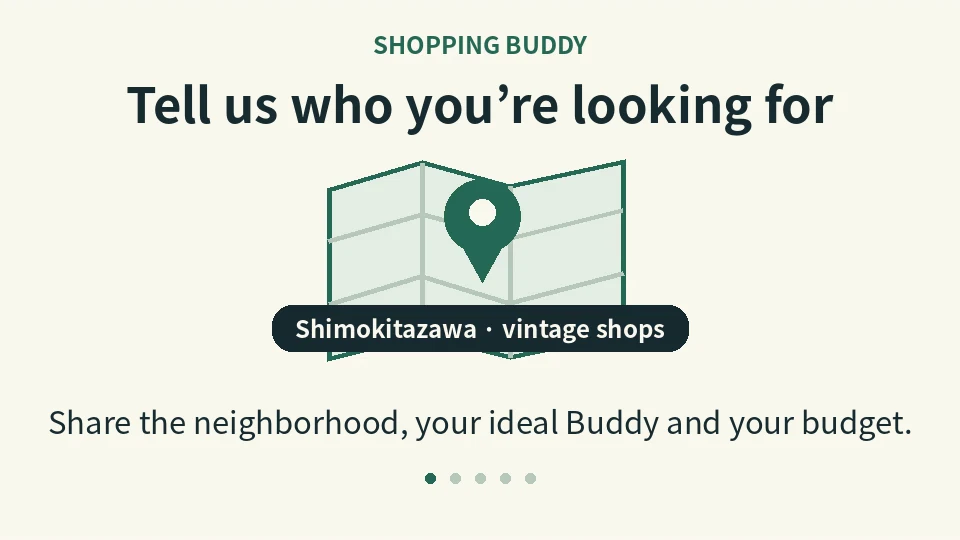 SHOPPING BUDDY
Tell us who you’re looking for
Shimokitazawa · vintage shops
Share the neighborhood, your ideal Buddy and your budget.